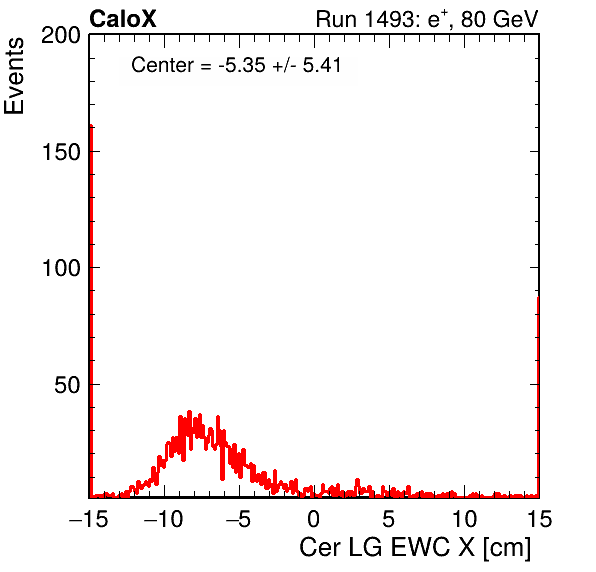 CaloX Run 1493: e⁺, 80 GeV
Center = -5.35 +/- 5.41
Events
200
150
100
50
−15 −10 −5 0 5 10 15
Cer LG EWC X [cm]